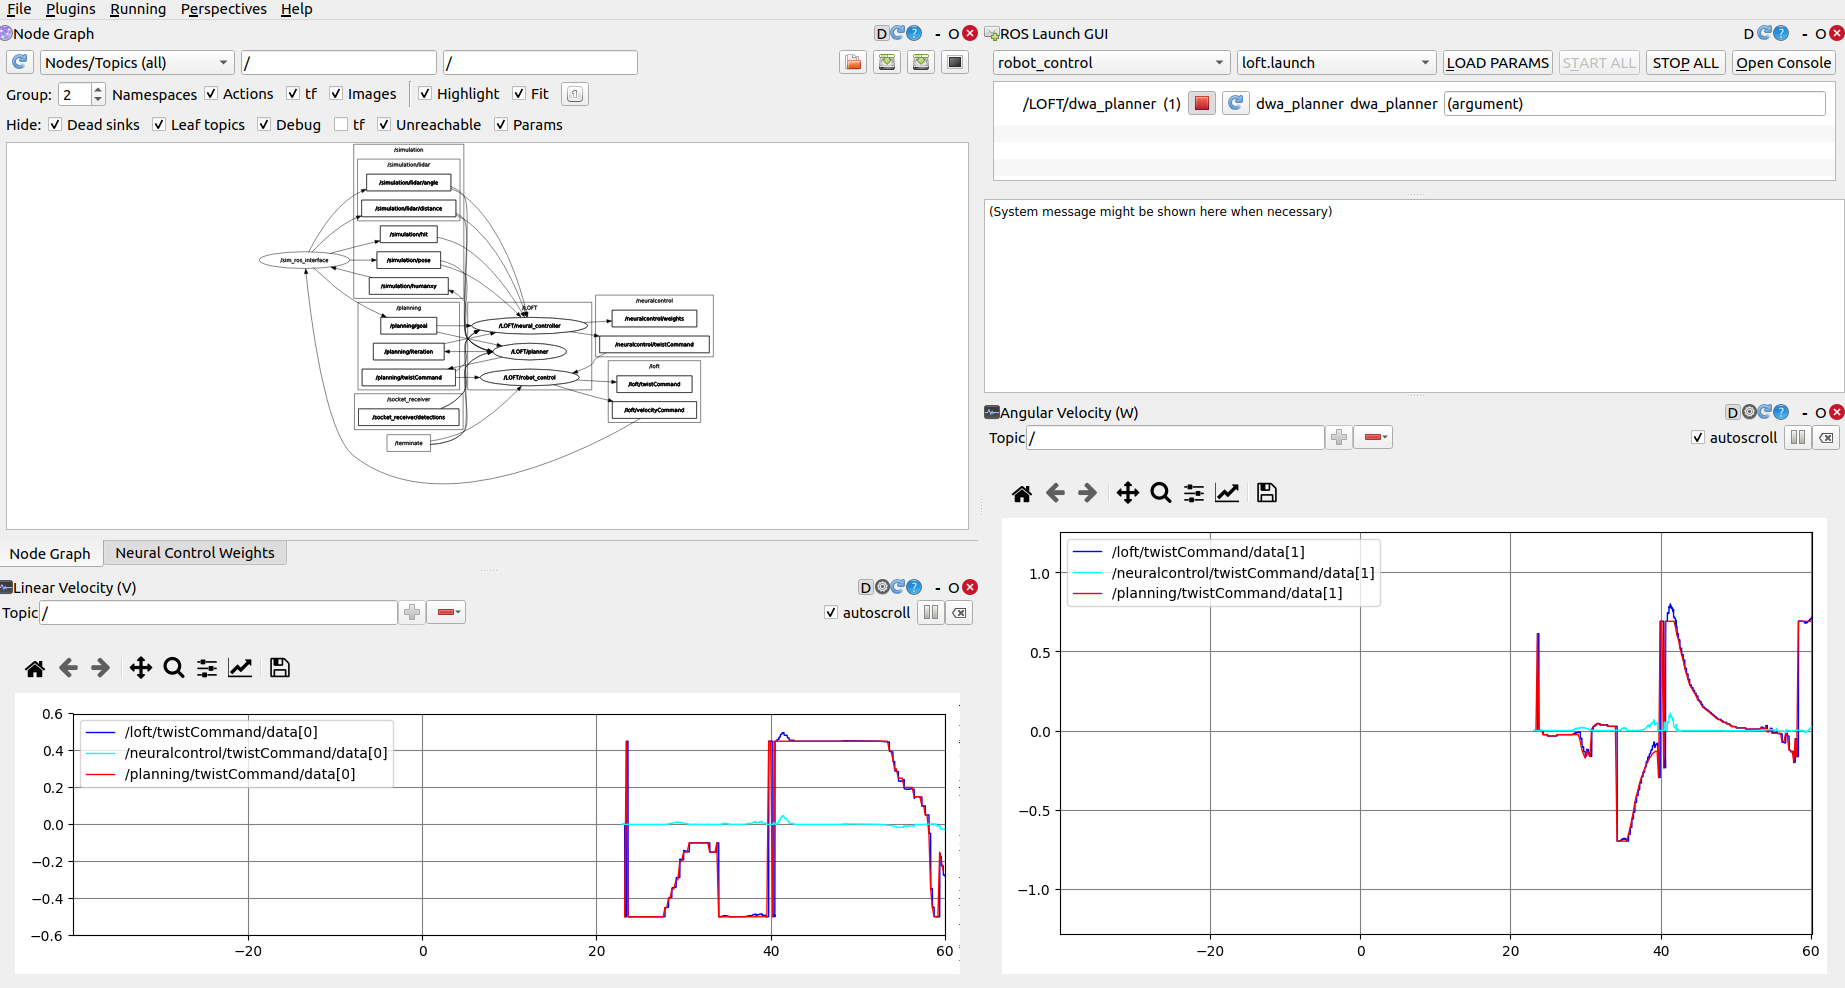 File Plugins Running Perspectives Help
Node Graph D - O
Nodes/Topics (all) / /
Group: 2 Namespaces Actions tf Images Highlight Fit
Hide: Dead sinks Leaf topics Debug tf Unreachable Params
/simulation
/simulation/lidar
/simulation/lidar/angle
/simulation/lidar/distance
/simulation/hit
/sim_ros_interface
/simulation/pose
/simulation/humanxy
/planning
/LOFT
/neuralcontrol
/planning/goal
/LOFT/neural_controller
/neuralcontrol/weights
/neuralcontrol/twistCommand
/planning/iteration
/LOFT/planner
/loft
/planning/twistCommand
/LOFT/robot_control
/loft/twistCommand
/socket_receiver
/loft/velocityCommand
/socket_receiver/detections
/terminate
Node Graph Neural Control Weights
Linear Velocity (V) D - O
Topic / autoscroll
/loft/twistCommand/data[0]
/neuralcontrol/twistCommand/data[0]
/planning/twistCommand/data[0]
0.6
0.4
0.2
0.0
−0.2
−0.4
−0.6
−20 0 20 40 60
ROS Launch GUI D - O
robot_control loft.launch LOAD PARAMS START ALL STOP ALL Open Console
/LOFT/dwa_planner (1) dwa_planner dwa_planner (argument)
(System message might be shown here when necessary)
Angular Velocity (W) D - O
Topic / autoscroll
/loft/twistCommand/data[1]
/neuralcontrol/twistCommand/data[1]
/planning/twistCommand/data[1]
1.0
0.5
0.0
−0.5
−1.0
−20 0 20 40 60